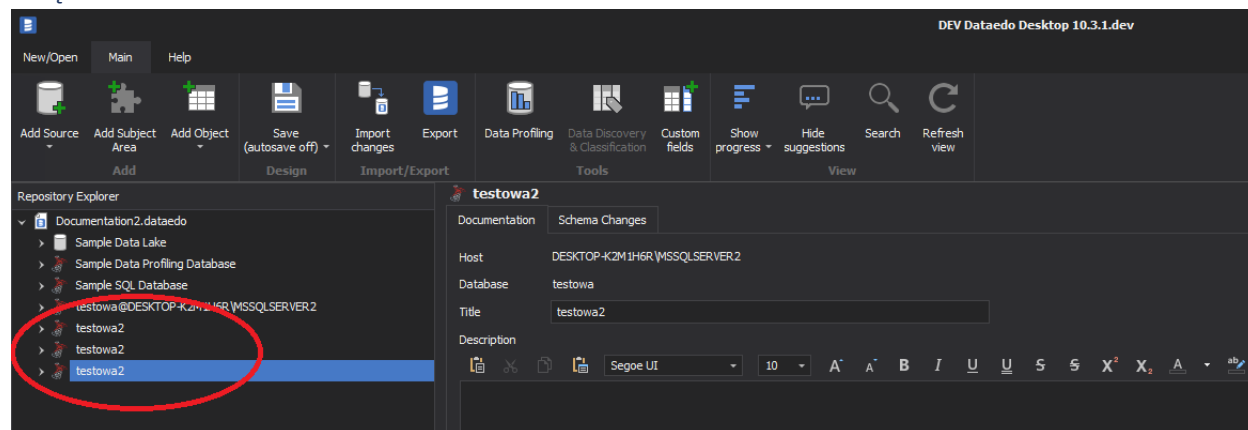 DEV Dataedo Desktop 10.3.1.dev
New/Open Main Help
Add Source Add Subject Area Add Object Save (autosave off) Import changes Export Data Profiling Data Discovery & Classification Custom fields Show progress Hide suggestions Search Refresh view
Add Design Import/Export Tools View
Repository Explorer
Documentation2.dataedo
Sample Data Lake
Sample Data Profiling Database
Sample SQL Database
testowa@DESKTOP-K2M1H6R\MSSQLSERVER2
testowa2
testowa2
testowa2
testowa2
Documentation Schema Changes
Host DESKTOP-K2M1H6R\MSSQLSERVER2
Database testowa
Title testowa2
Description
Segoe UI 10 A A B I U U S S X² X₂ A ab